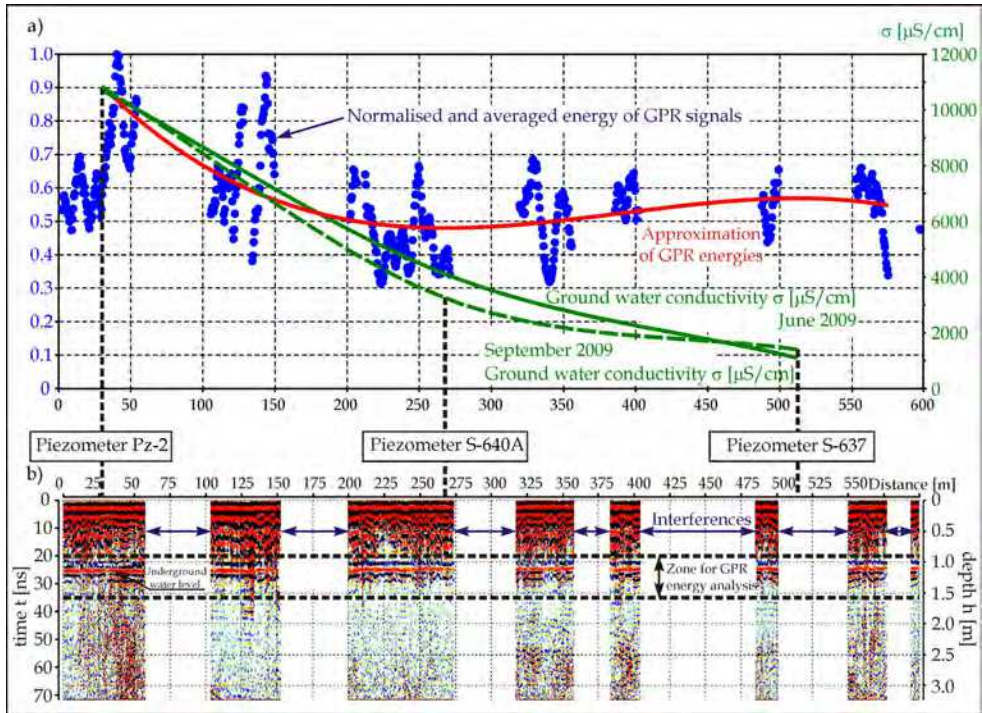 a)
σ [µS/cm]
1.0
0.9
0.8
0.7
0.6
0.5
0.4
0.3
0.2
0.1
0
12000
10000
8000
6000
4000
2000
0
Normalised and averaged energy of GPR signals
Approximation
of GPR energies
Ground water conductivity σ [µS/cm]
June 2009
September 2009
Ground water conductivity σ [µS/cm]
0 50 100 150 200 250 300 350 400 450 500 550 600
Piezometer Pz-2
Piezometer S-640A
Piezometer S-637
b)
0 25 50 75 100 125 150 175 200 225 250 275 300 325 350 375 400 425 450 475 500 525 550 Distance [m]
0
10
20
30
40
50
60
70
time t [ns]
Interferences
Underground
water level
Zone for GPR
energy analysis
0
0.5
1.0
1.5
2.0
2.5
3.0
depth h [m]